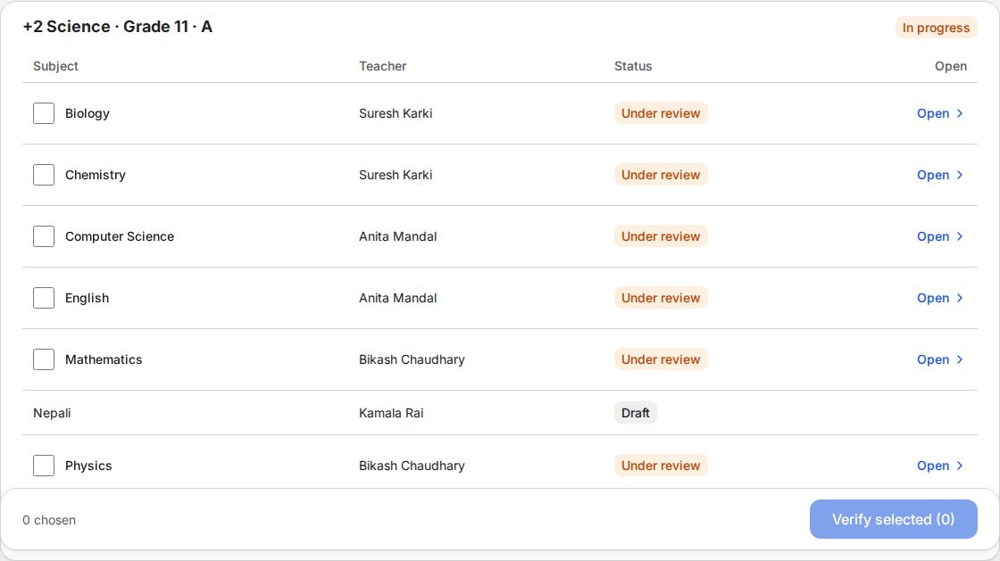 +2 Science · Grade 11 · A
In progress
Subject Teacher Status Open
Biology Suresh Karki Under review Open
Chemistry Suresh Karki Under review Open
Computer Science Anita Mandal Under review Open
English Anita Mandal Under review Open
Mathematics Bikash Chaudhary Under review Open
Nepali Kamala Rai Draft
Physics Bikash Chaudhary Under review Open
0 chosen Verify selected (0)